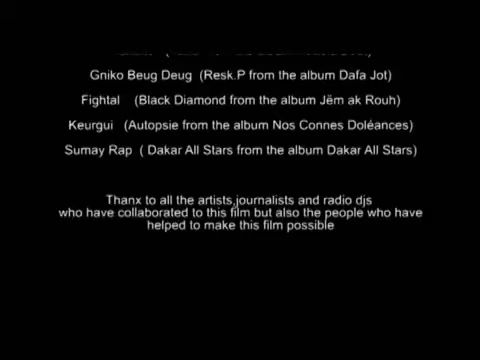 Gniko Beug Deug (Resk.P from the album Dafa Jot)
Fightal (Black Diamond from the album Jëm ak Rouh)
Keurgui (Autopsie from the album Nos Connes Doléances)
Sumay Rap ( Dakar All Stars from the album Dakar All Stars)
Thanx to all the artists,journalists and radio djs
who have collaborated to this film but also the people who have
helped to make this film possible